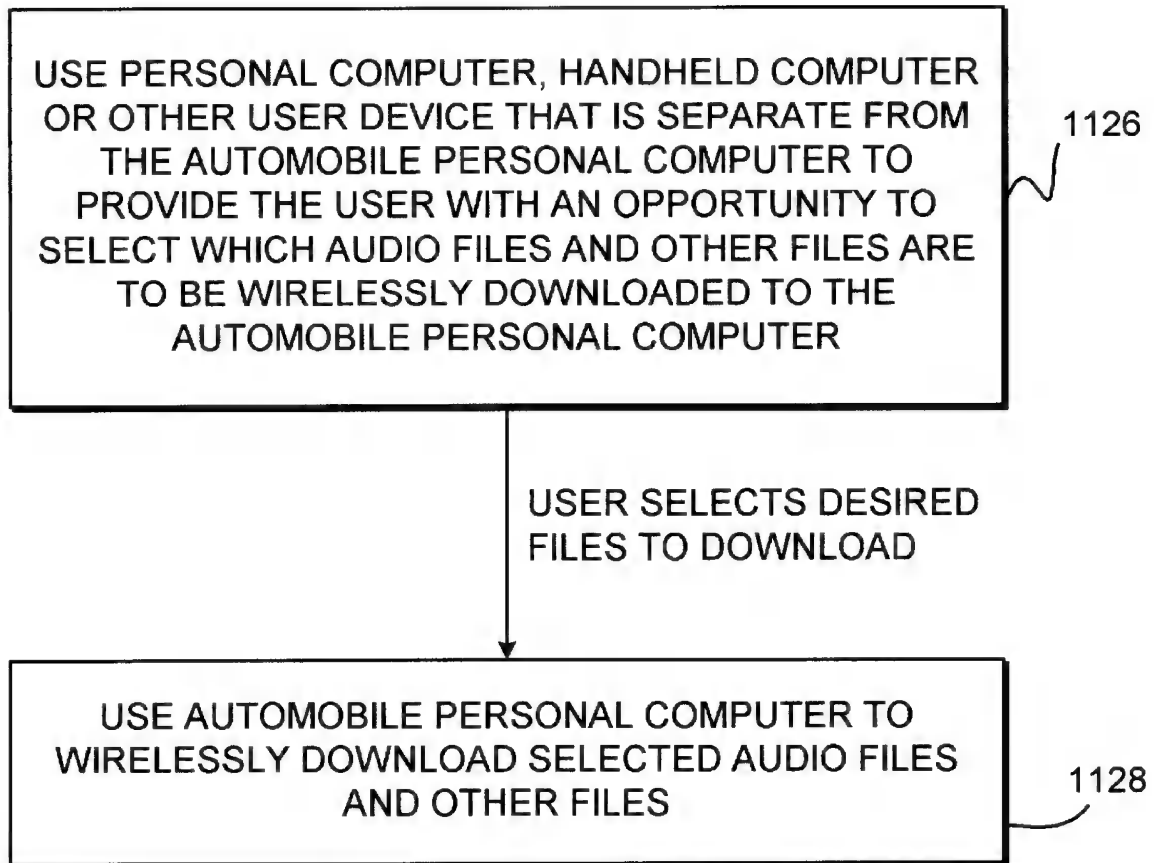 USE PERSONAL COMPUTER, HANDHELD COMPUTER
OR OTHER USER DEVICE THAT IS SEPARATE FROM
THE AUTOMOBILE PERSONAL COMPUTER TO
PROVIDE THE USER WITH AN OPPORTUNITY TO
SELECT WHICH AUDIO FILES AND OTHER FILES ARE
TO BE WIRELESSLY DOWNLOADED TO THE
AUTOMOBILE PERSONAL COMPUTER
1126
USER SELECTS DESIRED
FILES TO DOWNLOAD
USE AUTOMOBILE PERSONAL COMPUTER TO
WIRELESSLY DOWNLOAD SELECTED AUDIO FILES
AND OTHER FILES
1128